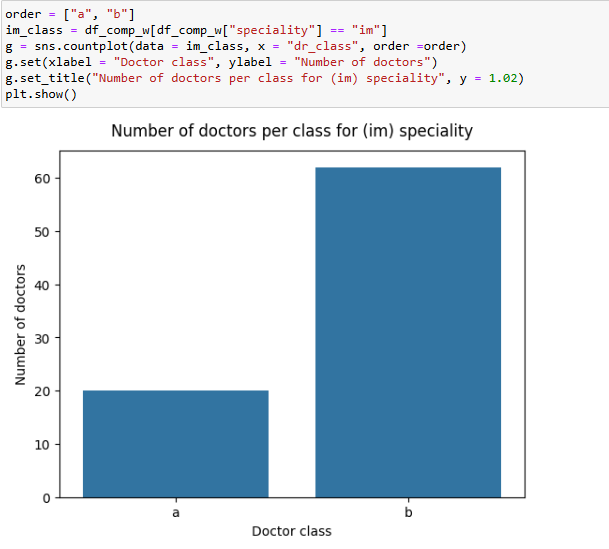 order = ["a", "b"]
im_class = df_comp_w[df_comp_w["speciality"] == "im"]
g = sns.countplot(data = im_class, x = "dr_class", order =order)
g.set(xlabel = "Doctor class", ylabel = "Number of doctors")
g.set_title("Number of doctors per class for (im) speciality", y = 1.02)
plt.show()
Number of doctors per class for (im) speciality
Number of doctors
60
50
40
30
20
10
0
a b
Doctor class